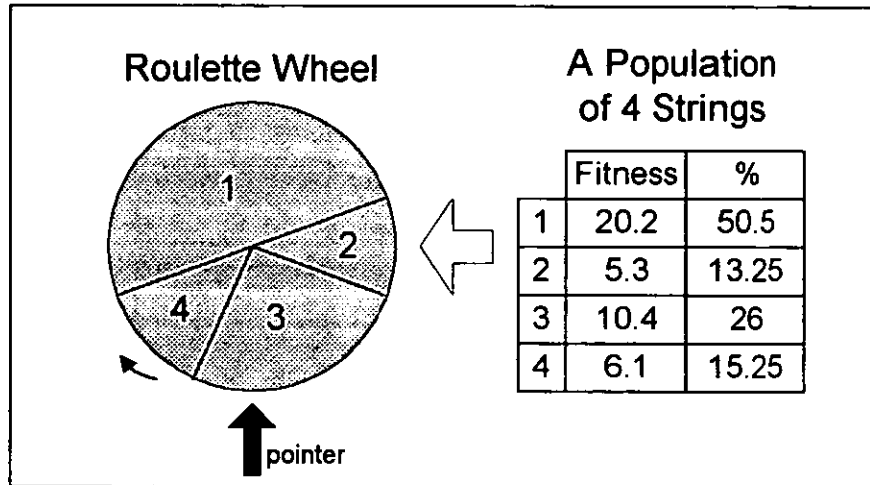 Roulette Wheel
1
2
3
4
pointer
A Population
of 4 Strings
Fitness %
1 20.2 50.5
2 5.3 13.25
3 10.4 26
4 6.1 15.25